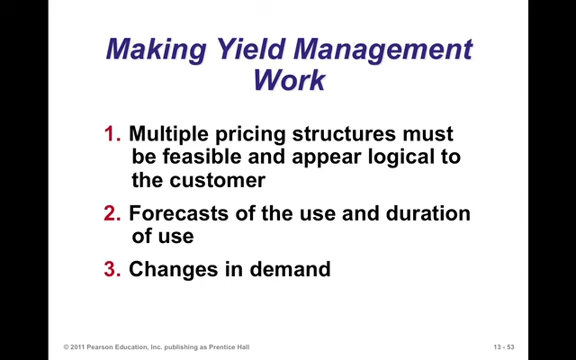 Making Yield Management
Work
1. Multiple pricing structures must
be feasible and appear logical to
the customer
2. Forecasts of the use and duration
of use
3. Changes in demand
© 2011 Pearson Education, Inc. publishing as Prentice Hall
13 - 53